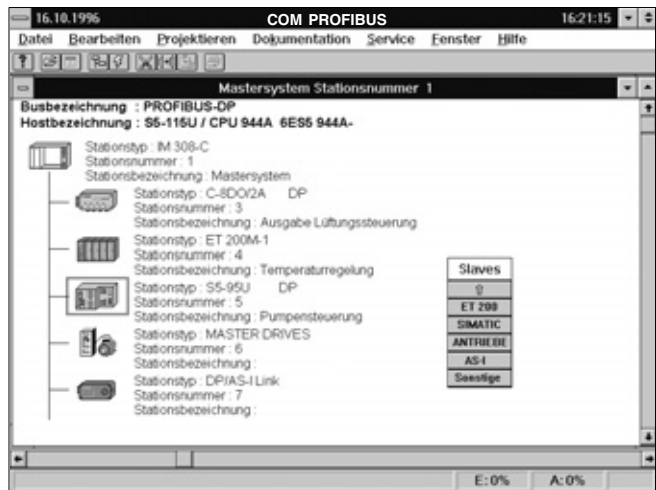 16.10.1996 COM PROFIBUS 16:21:15
Datei Bearbeiten Projektieren Dokumentation Service Fenster Hilfe
?
Mastersystem Stationsnummer 1
Busbezeichnung : PROFIBUS-DP
Hostbezeichnung : S5-115U / CPU 944A 6ES5 944A-
Stationstyp : IM 308-C
Stationsnummer : 1
Stationsbezeichnung : Mastersystem
Stationstyp : C-8DO/2A DP
Stationsnummer : 3
Stationsbezeichnung : Ausgabe Lüftungssteuerung
Stationstyp : ET 200M-1
Stationsnummer : 4
Stationsbezeichnung : Temperaturregelung
Stationstyp : S5-95U DP
Stationsnummer : 5
Stationsbezeichnung : Pumpensteuerung
Stationstyp : MASTER DRIVES
Stationsnummer : 6
Stationsbezeichnung :
Stationstyp : DP/AS-I Link
Stationsnummer : 7
Stationsbezeichnung :
Slaves
⇧
ET 200
SIMATIC
ANTRIEBE
AS-I
Sonstige
E: 0% A: 0%